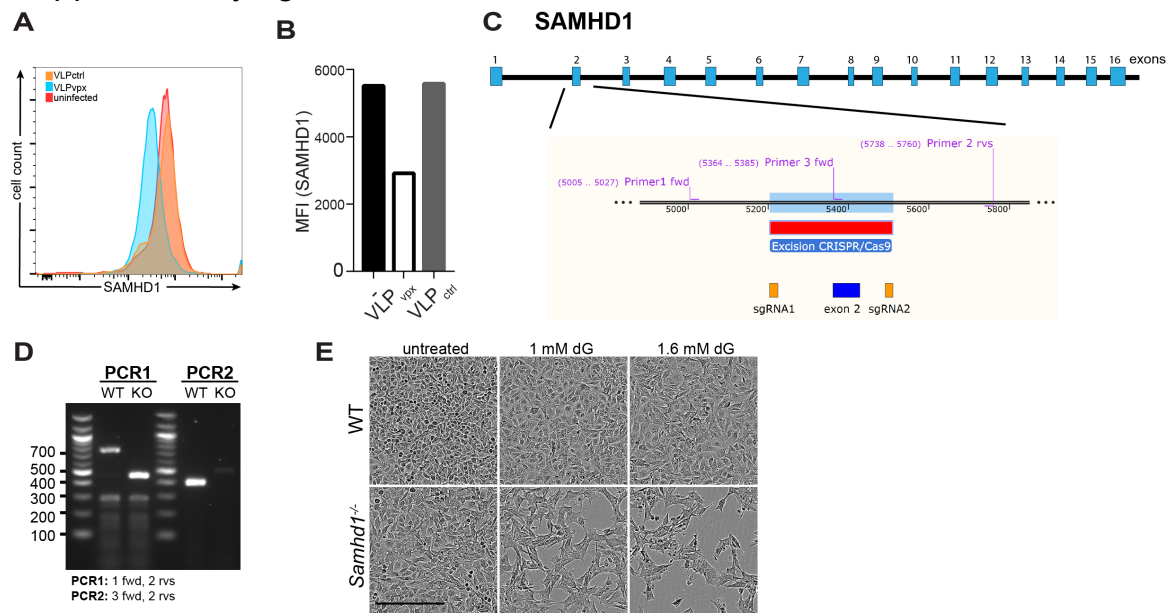 A
VLPctrl
VLPvpx
uninfected
cell count
SAMHD1
B
6000
4000
2000
0
MFI (SAMHD1)
-
VLP vpx
VLP ctrl
C SAMHD1
1 2 3 4 5 6 7 8 9 10 11 12 13 14 15 16 exons
(5738 .. 5760) Primer 2 rvs
(5364 .. 5385) Primer 3 fwd
(5005 .. 5027) Primer1 fwd
5000 5200 5400 5600 5800
Excision CRISPR/Cas9
sgRNA1 exon 2 sgRNA2
D
PCR1 PCR2
WT KO WT KO
700
500
400
300
200
100
PCR1: 1 fwd, 2 rvs
PCR2: 3 fwd, 2 rvs
E
untreated 1 mM dG 1.6 mM dG
WT
Samhd1-/-